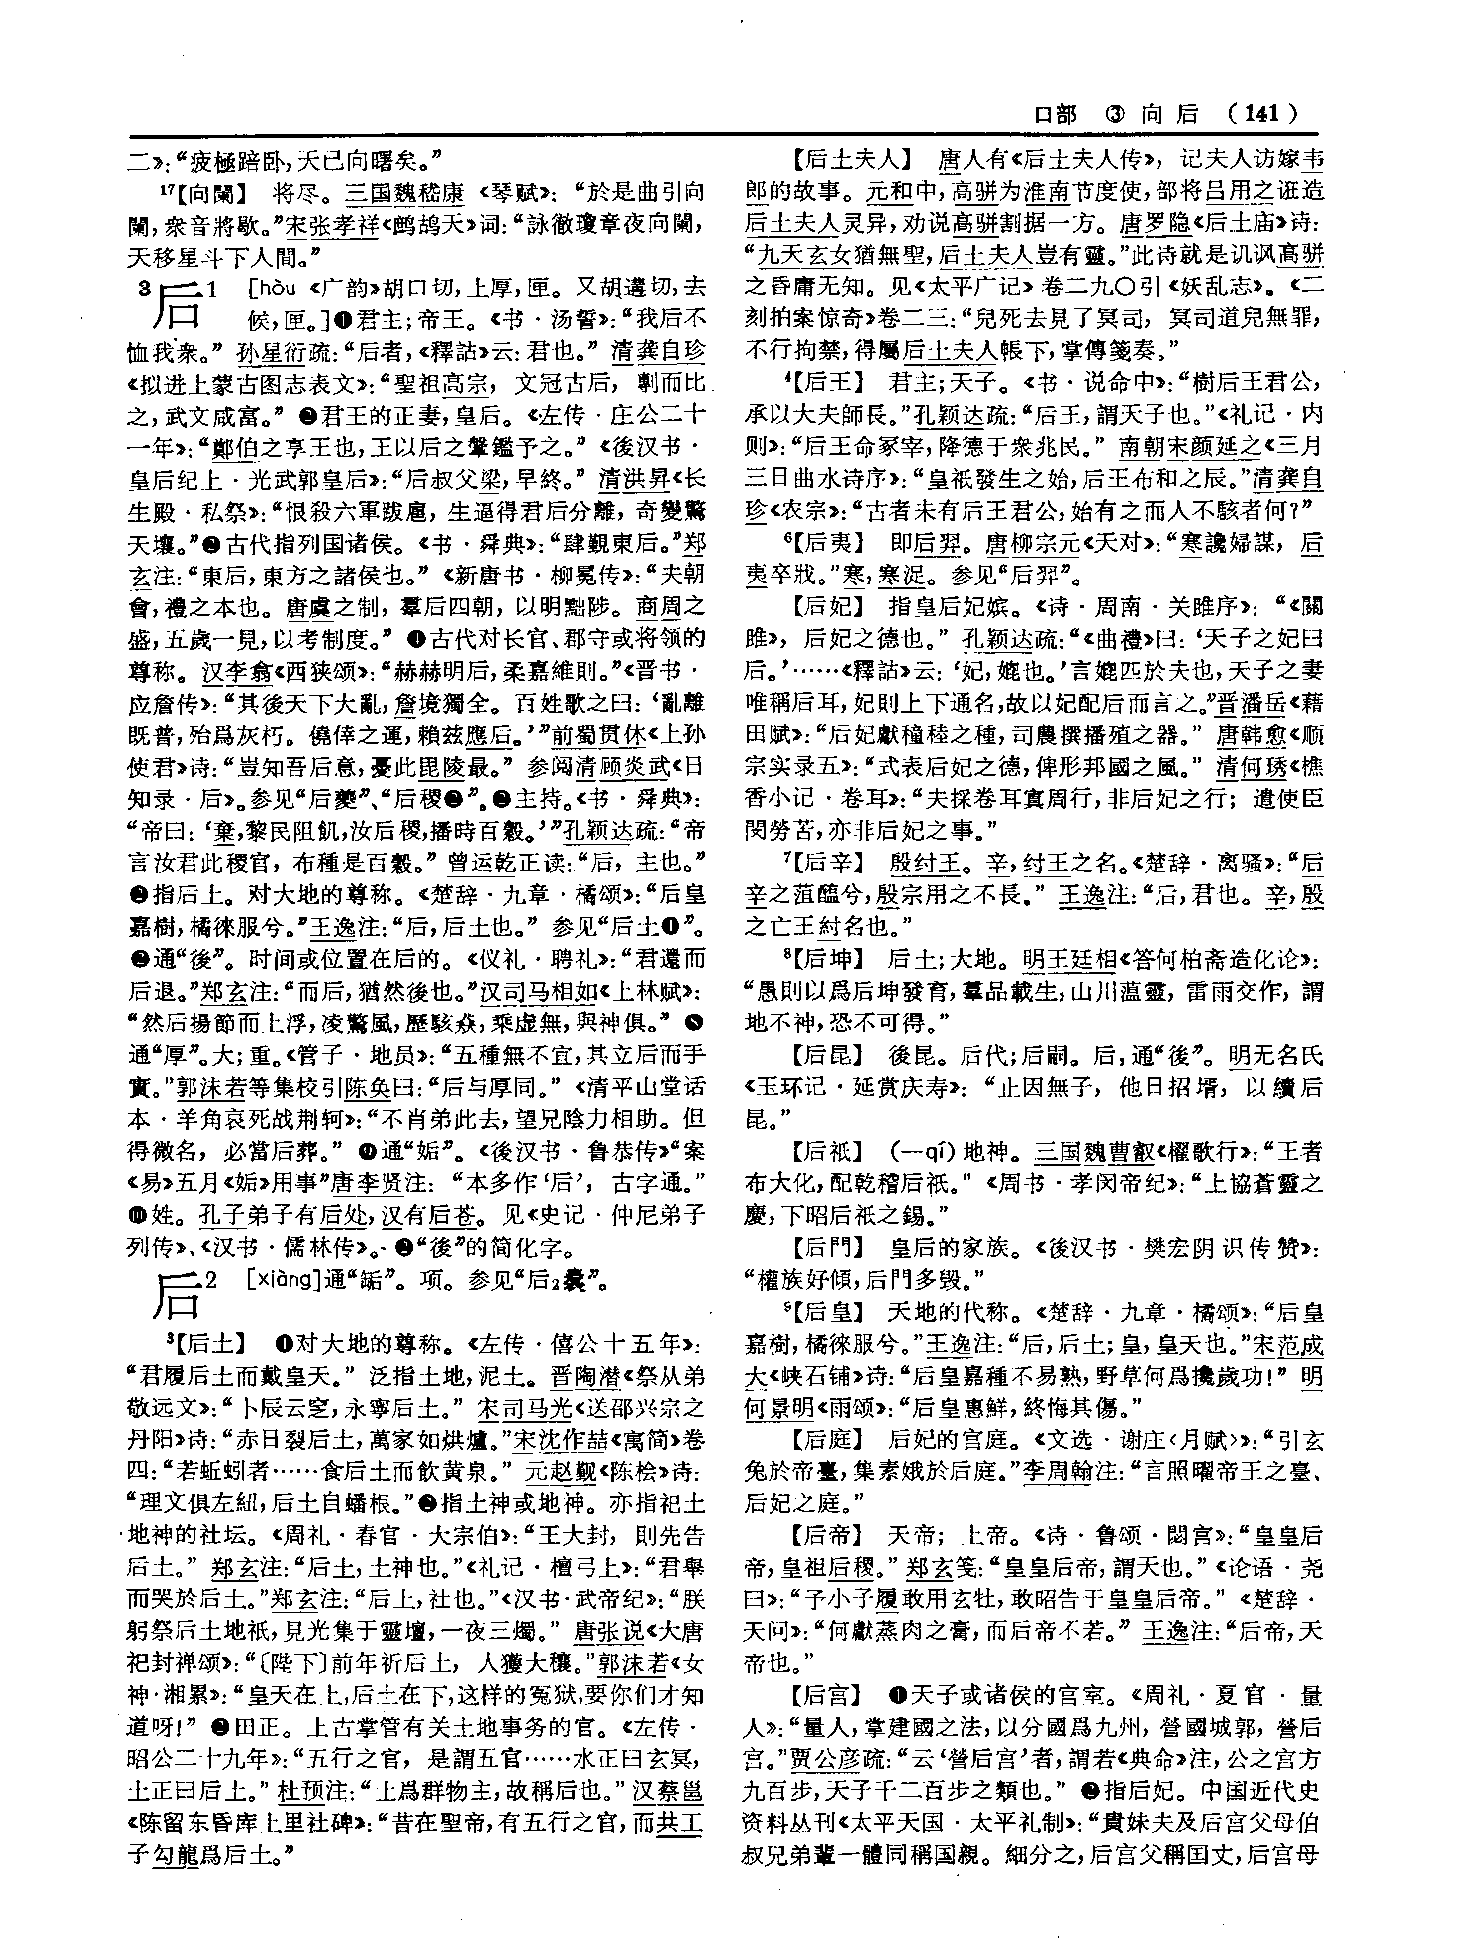 口部 ③ 向 后 (141)
二》:“疲極踣卧,天已向曙矣。”
17【向闌】 将尽。三国魏嵇康《琴赋》:“於是曲引向
闌,衆音將歇。”宋张孝祥《鹧鸪天》词:“詠徹瓊章夜向闌,
天移星斗下人間。”
3后1 [hòu 《广韵》胡口切,上厚,匣。又胡遘切,去
候,匣。]❶君主;帝王。《书·汤誓》:“我后不
恤我衆。”孙星衍疏:“后者,《釋詁》云:君也。”清龚自珍
《拟进上蒙古图志表文》:“聖祖高宗,文冠古后,剸而比
之,武文咸富。”❷君王的正妻,皇后。《左传·庄公二十
一年》:“鄭伯之享王也,王以后之鞶鑑予之。”《後汉书·
皇后纪上·光武郭皇后》:“后叔父梁,早終。”清洪昇《长
生殿·私祭》:“恨殺六軍跋扈,生逼得君后分離,奇變驚
天壤。”❸古代指列国诸侯。《书·舜典》:“肆覲東后。”郑
玄注:“東后,東方之諸侯也。”《新唐书·柳冕传》:“夫朝
會,禮之本也。唐虞之制,羣后四朝,以明黜陟。商周之
盛,五歲一見,以考制度。”❹古代对长官、郡守或将领的
尊称。汉李翕《西狭颂》:“赫赫明后,柔嘉維則。”《晋书·
应詹传》:“其後天下大亂,詹境獨全。百姓歌之曰:‘亂離
既普,殆爲灰朽。僥倖之運,賴兹應后。’”前蜀贯休《上孙
使君》诗:“豈知吾后意,憂此毘陵最。”参阅清顾炎武《日
知录·后》。参见“后夔”、“后稷❷”。❺主持。《书·舜典》:
“帝曰:‘棄,黎民阻飢,汝后稷,播時百穀。’”孔颖达疏:“帝
言汝君此稷官,布種是百穀。”曾运乾正读:“后,主也。”
❻指后土。对大地的尊称。《楚辞·九章·橘颂》:“后皇
嘉樹,橘徠服兮。”王逸注:“后,后土也。”参见“后土❶”。
❼通“後”。时间或位置在后的。《仪礼·聘礼》:“君還而
后退。”郑玄注:“而后,猶然後也。”汉司马相如《上林赋》:
“然后揚節而上浮,凌驚風,歷駭猋,乘虚無,與神俱。”❽
通“厚”。大;重。《管子·地员》:“五種無不宜,其立后而手
實。”郭沫若等集校引陈奂曰:“后与厚同。”《清平山堂话
本·羊角哀死战荆轲》:“不肖弟此去,望兄陰力相助。但
得微名,必當后葬。”❾通“姤”。《後汉书·鲁恭传》“案
《易》五月《姤》用事”唐李贤注:“本多作‘后’,古字通。”
❿姓。孔子弟子有后处,汉有后苍。见《史记·仲尼弟子
列传》、《汉书·儒林传》。⓫“後”的简化字。
后2 [xiàng]通“缿”。项。参见“后2囊”。
3【后土】 ❶对大地的尊称。《左传·僖公十五年》:
“君履后土而戴皇天。”泛指土地,泥土。晋陶潜《祭从弟
敬远文》:“卜辰云窆,永寧后土。”宋司马光《送邵兴宗之
丹阳》诗:“赤日裂后土,萬家如烘爐。”宋沈作喆《寓简》卷
四:“若蚯蚓者……食后土而飲黄泉。”元赵觐《陈桧》诗:
“理文俱左紐,后土自蟠根。”❷指土神或地神。亦指祀土
地神的社坛。《周礼·春官·大宗伯》:“王大封,則先告
后土。”郑玄注:“后土,土神也。”《礼记·檀弓上》:“君舉
而哭於后土。”郑玄注:“后土,社也。”《汉书·武帝纪》:“朕
躬祭后土地祇,見光集于靈壇,一夜三燭。”唐张说《大唐
祀封禅颂》:“〔陛下〕前年祈后土,人獲大穰。”郭沫若《女
神·湘累》:“皇天在上,后土在下,这样的冤狱,要你们才知
道呀!”❸田正。上古掌管有关土地事务的官。《左传·
昭公二十九年》:“五行之官,是謂五官……水正曰玄冥,
土正曰后土。”杜预注:“土爲群物主,故稱后也。”汉蔡邕
《陈留东昏库上里社碑》:“昔在聖帝,有五行之官,而共工
子勾龍爲后土。”
【后土夫人】 唐人有《后土夫人传》,记夫人访嫁韦
郎的故事。元和中,高骈为淮南节度使,部将吕用之诳造
后土夫人灵异,劝说高骈割据一方。唐罗隐《后土庙》诗:
“九天玄女猶無聖,后土夫人豈有靈。”此诗就是讥讽高骈
之昏庸无知。见《太平广记》卷二九〇引《妖乱志》。《二
刻拍案惊奇》卷二三:“兒死去見了冥司,冥司道兒無罪,
不行拘禁,得屬后土夫人帳下,掌傳箋奏。”
4【后王】 君主;天子。《书·说命中》:“樹后王君公,
承以大夫師長。”孔颖达疏:“后王,謂天子也。”《礼记·内
则》:“后王命冢宰,降德于衆兆民。”南朝宋颜延之《三月
三日曲水诗序》:“皇祇發生之始,后王布和之辰。”清龚自
珍《农宗》:“古者未有后王君公,始有之而人不駭者何?”
6【后夷】 即后羿。唐柳宗元《天对》:“寒讒婦謀,后
夷卒戕。”寒,寒浞。参见“后羿”。
【后妃】 指皇后妃嫔。《诗·周南·关雎序》:“《關
雎》,后妃之德也。”孔颖达疏:“《曲禮》曰:‘天子之妃曰
后。’……《釋詁》云:‘妃,媲也。’言媲匹於夫也,天子之妻
唯稱后耳,妃則上下通名,故以妃配后而言之。”晋潘岳《藉
田赋》:“后妃獻穜稑之種,司農撰播殖之器。”唐韩愈《顺
宗实录五》:“式表后妃之德,俾形邦國之風。”清何琇《樵
香小记·卷耳》:“夫採卷耳寘周行,非后妃之行;遣使臣
閔勞苦,亦非后妃之事。”
7【后辛】 殷纣王。辛,纣王之名。《楚辞·离骚》:“后
辛之菹醢兮,殷宗用之不長。”王逸注:“后,君也。辛,殷
之亡王紂名也。”
8【后坤】 后土;大地。明王廷相《答何柏斋造化论》:
“愚則以爲后坤發育,羣品載生,山川蕴靈,雷雨交作,謂
地不神,恐不可得。”
【后昆】 後昆。后代;后嗣。后,通“後”。明无名氏
《玉环记·延赏庆寿》:“止因無子,他日招壻,以續后
昆。”
【后祇】 (—qí)地神。三国魏曹叡《櫂歌行》:“王者
布大化,配乾稽后祇。”《周书·孝闵帝纪》:“上協蒼靈之
慶,下昭后祇之錫。”
【后門】 皇后的家族。《後汉书·樊宏阴识传赞》:
“權族好傾,后門多毁。”
9【后皇】 天地的代称。《楚辞·九章·橘颂》:“后皇
嘉樹,橘徠服兮。”王逸注:“后,后土;皇,皇天也。”宋范成
大《峡石铺》诗:“后皇嘉種不易熟,野草何爲攙歲功!”明
何景明《雨颂》:“后皇惠鮮,終悔其傷。”
【后庭】 后妃的宫庭。《文选·谢庄〈月赋〉》:“引玄
兔於帝臺,集素娥於后庭。”李周翰注:“言照曜帝王之臺、
后妃之庭。”
【后帝】 天帝;上帝。《诗·鲁颂·閟宫》:“皇皇后
帝,皇祖后稷。”郑玄笺:“皇皇后帝,謂天也。”《论语·尧
曰》:“予小子履敢用玄牡,敢昭告于皇皇后帝。”《楚辞·
天问》:“何獻蒸肉之膏,而后帝不若。”王逸注:“后帝,天
帝也。”
【后宫】 ❶天子或诸侯的宫室。《周礼·夏官·量
人》:“量人,掌建國之法,以分國爲九州,營國城郭,營后
宫。”贾公彦疏:“云‘營后宫’者,謂若《典命》注,公之宫方
九百步,天子千二百步之類也。”❷指后妃。中国近代史
资料丛刊《太平天国·太平礼制》:“貴妹夫及后宫父母伯
叔兄弟輩一體同稱国親。細分之,后宫父稱国丈,后宫母